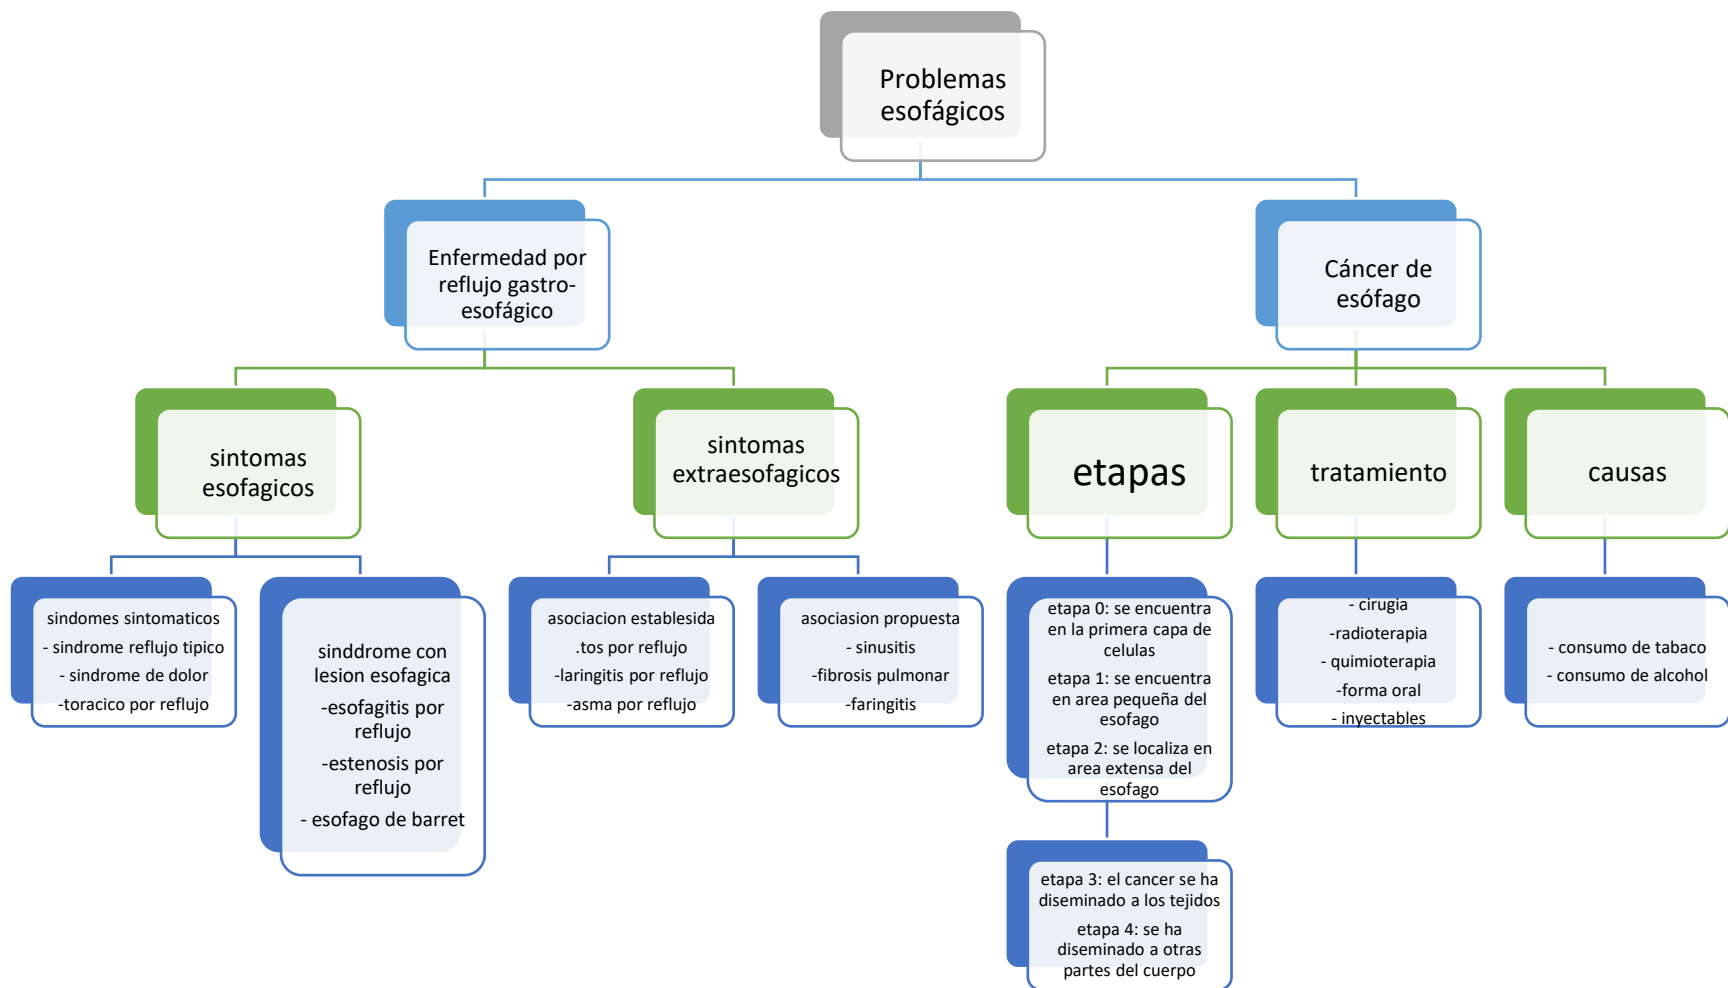 Problemas
esofágicos
Enfermedad por
reflujo gastro-
esofágico
Cáncer de
esófago
sintomas
esofagicos
sintomas
extraesofagicos
etapas
tratamiento
causas
sindomes sintomaticos
- sindrome reflujo tipico
- sindrome de dolor
-toracico por reflujo
sinddrome con
lesion esofagica
-esofagitis por
reflujo
-estenosis por
reflujo
- esofago de barret
asociacion establesida
.tos por reflujo
-laringitis por reflujo
-asma por reflujo
asociasion propuesta
- sinusitis
-fibrosis pulmonar
-faringitis
etapa 0: se encuentra
en la primera capa de
celulas
etapa 1: se encuentra
en area pequeña del
esofago
etapa 2: se localiza en
area extensa del
esofago
etapa 3: el cancer se ha
diseminado a los tejidos
etapa 4: se ha
diseminado a otras
partes del cuerpo
- cirugia
-radioterapia
- quimioterapia
-forma oral
- inyectables
- consumo de tabaco
- consumo de alcohol